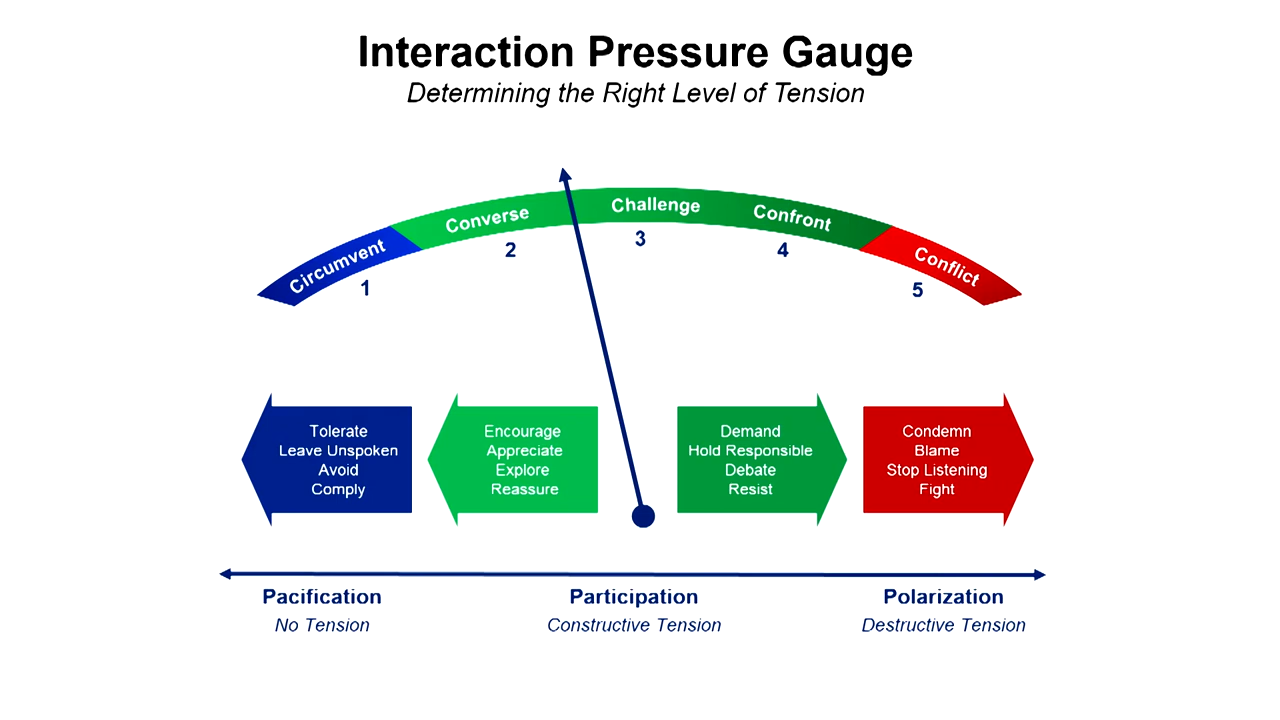 Interaction Pressure Gauge
Determining the Right Level of Tension
Circumvent
Converse
Challenge
Confront
Conflict
1
2
3
4
5
Tolerate
Leave Unspoken
Avoid
Comply
Encourage
Appreciate
Explore
Reassure
Demand
Hold Responsible
Debate
Resist
Condemn
Blame
Stop Listening
Fight
Pacification
No Tension
Participation
Constructive Tension
Polarization
Destructive Tension